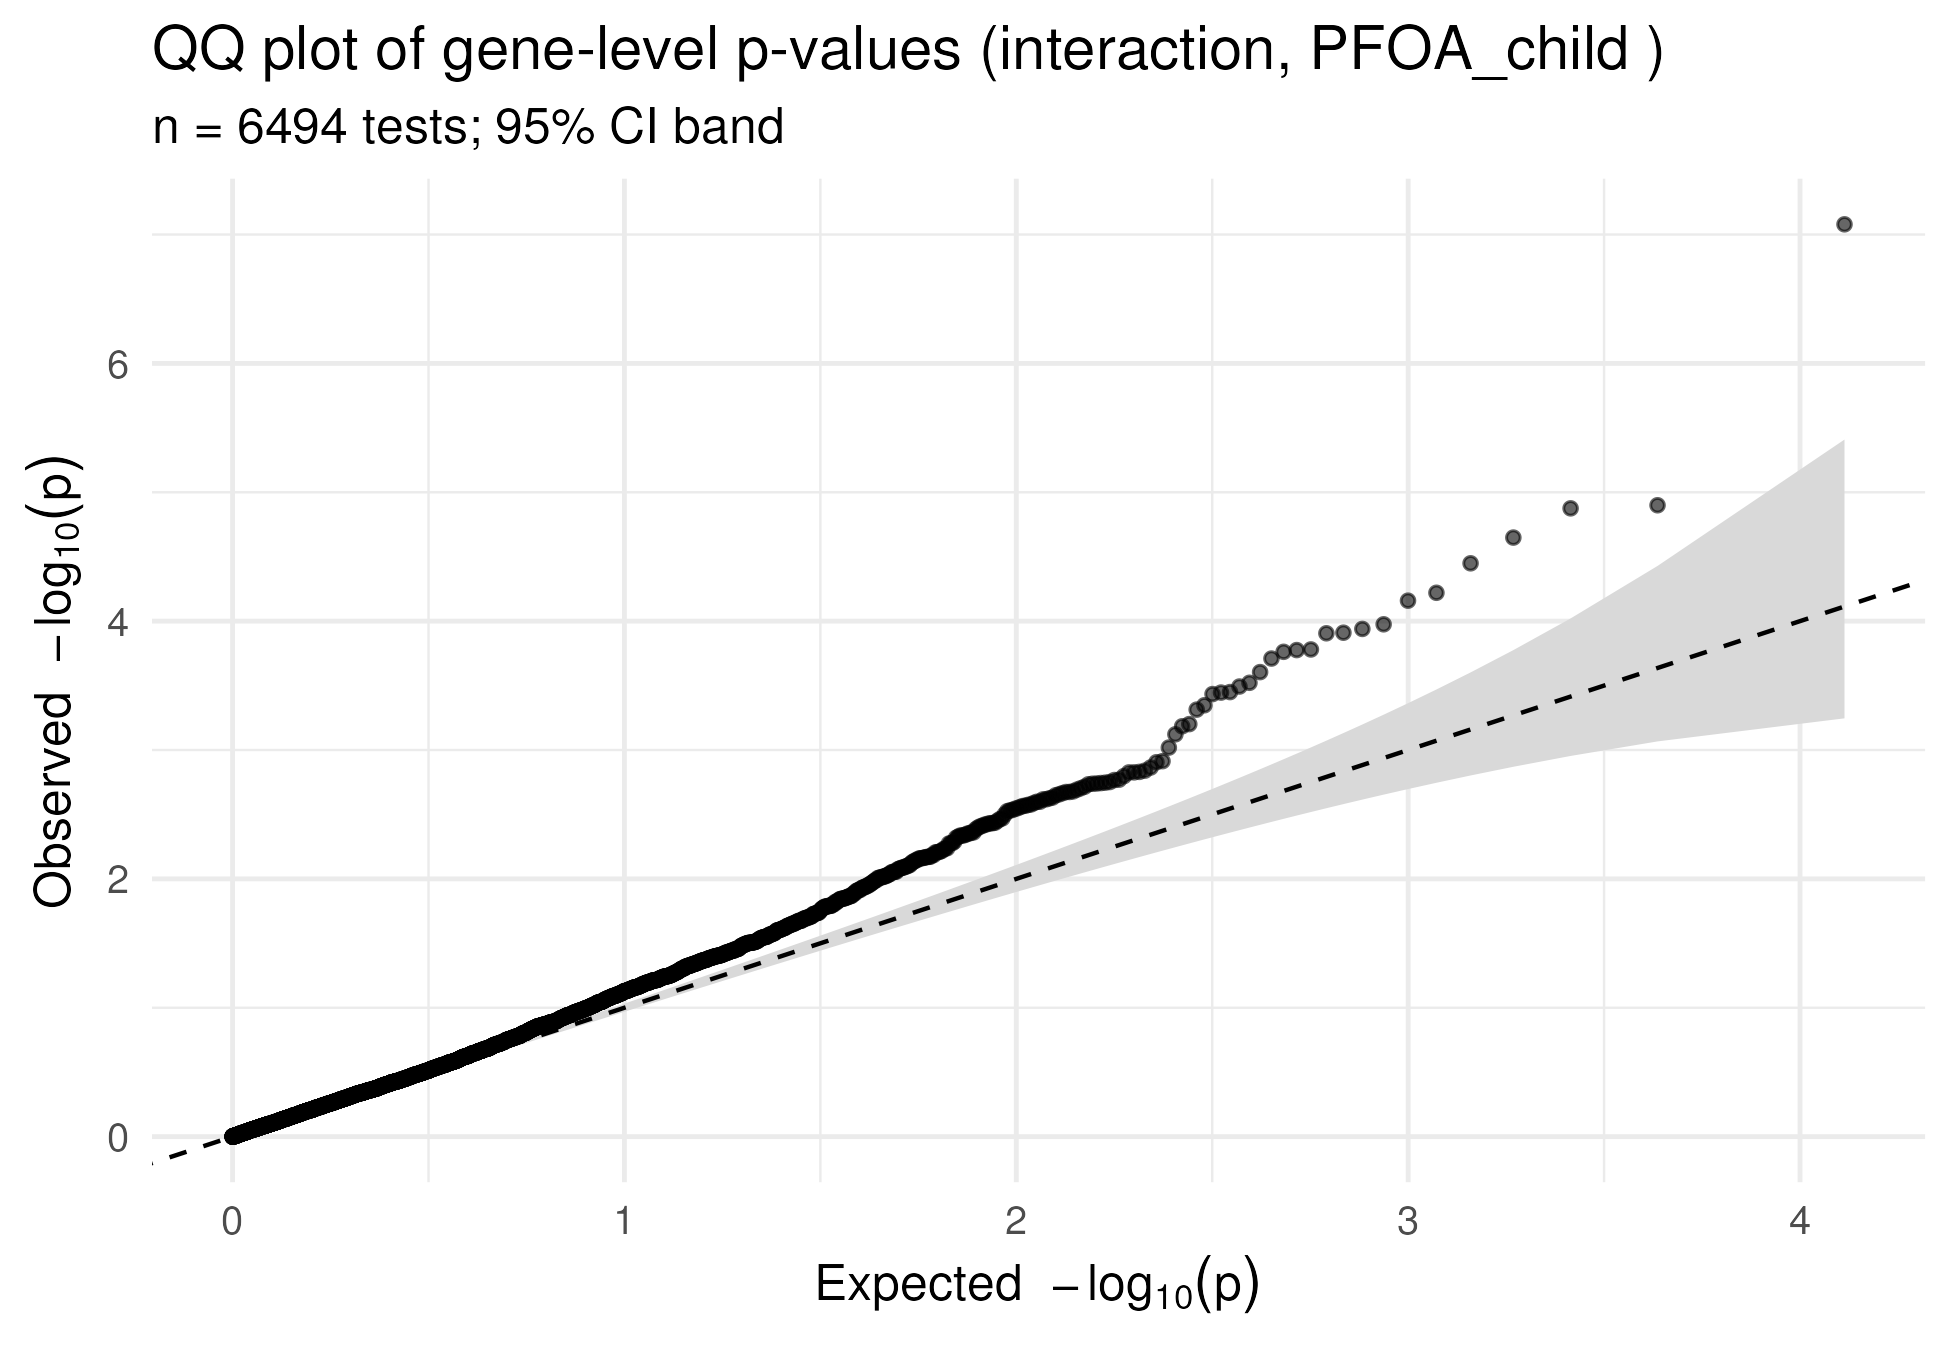 QQ plot of gene-level p-values (interaction, PFOA_child )
n = 6494 tests; 95% CI band
6
4
2
0
Observed −log10(p)
0 1 2 3 4
Expected −log10(p)